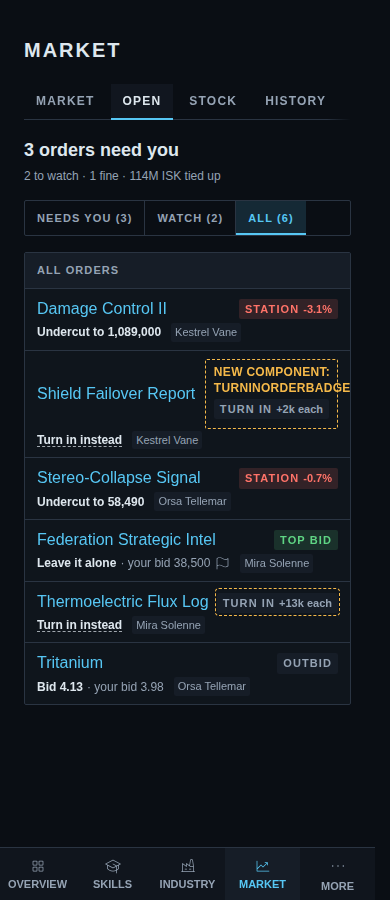 MARKET
MARKET OPEN STOCK HISTORY
3 orders need you
2 to watch · 1 fine · 114M ISK tied up
NEEDS YOU (3) WATCH (2) ALL (6)
ALL ORDERS
Damage Control II STATION -3.1%
Undercut to 1,089,000 Kestrel Vane
NEW COMPONENT:
TURNINORDERBADGE
Shield Failover Report
TURN IN +2k each
Turn in instead Kestrel Vane
Stereo-Collapse Signal STATION -0.7%
Undercut to 58,490 Orsa Tellemar
Federation Strategic Intel TOP BID
Leave it alone · your bid 38,500 Mira Solenne
Thermoelectric Flux Log TURN IN +13k each
Turn in instead Mira Solenne
Tritanium OUTBID
Bid 4.13 · your bid 3.98 Orsa Tellemar
OVERVIEW SKILLS INDUSTRY MARKET MORE